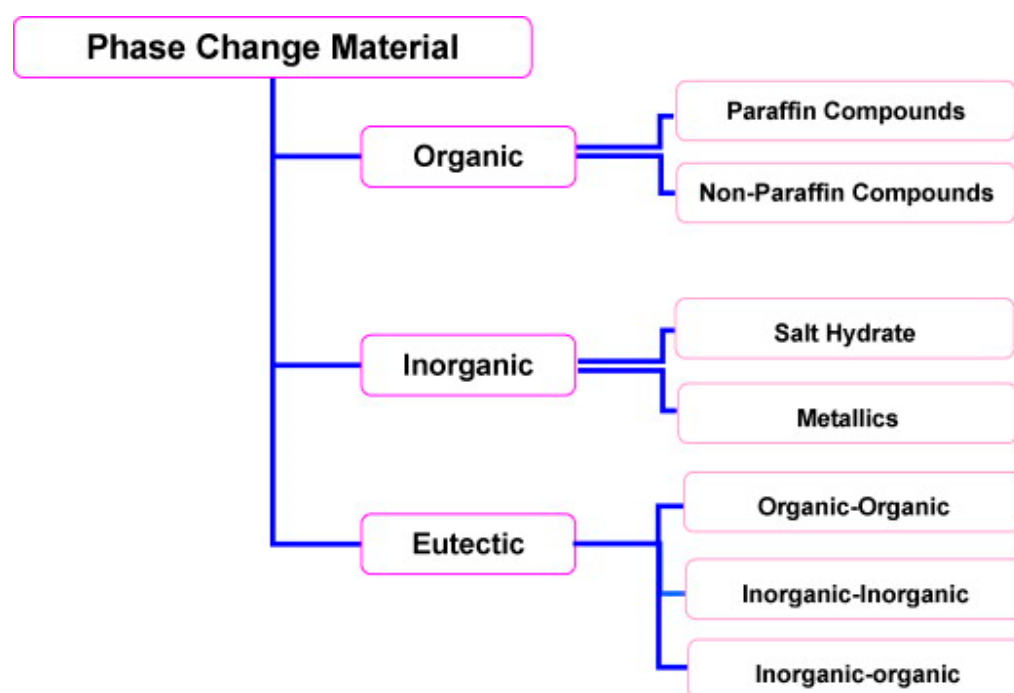 Phase Change Material
Organic
Paraffin Compounds
Non-Paraffin Compounds
Inorganic
Salt Hydrate
Metallics
Eutectic
Organic-Organic
Inorganic-Inorganic
Inorganic-organic